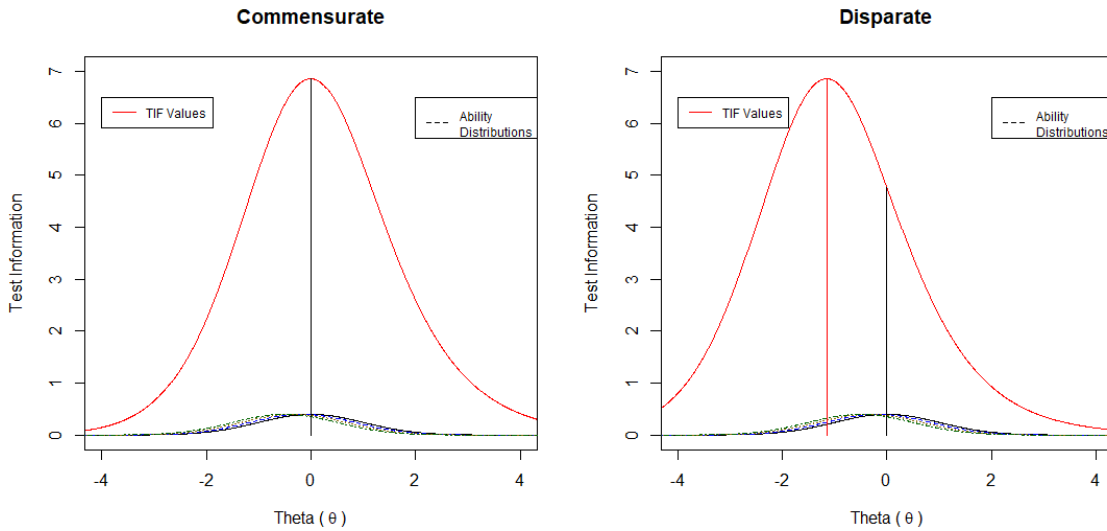 Commensurate
Disparate
Test Information
7
6
5
4
3
2
1
0
TIF Values
Ability
Distributions
-4
-2
0
2
4
Theta ( θ )
Test Information
7
6
5
4
3
2
1
0
TIF Values
Ability
Distributions
-4
-2
0
2
4
Theta ( θ )